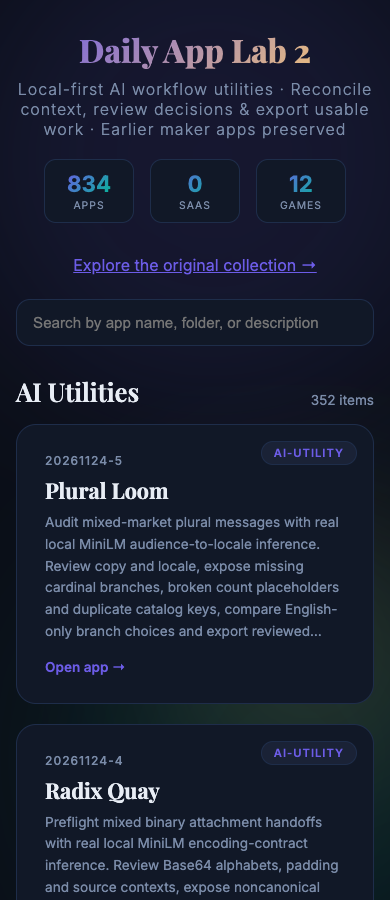 Daily App Lab 2
Local-first AI workflow utilities · Reconcile
context, review decisions & export usable
work · Earlier maker apps preserved
834
APPS
0
SAAS
12
GAMES
Explore the original collection →
Search by app name, folder, or description
AI Utilities
352 items
20261124-5
AI-UTILITY
Plural Loom
Audit mixed-market plural messages with real
local MiniLM audience-to-locale inference.
Review copy and locale, expose missing
cardinal branches, broken count placeholders
and duplicate catalog keys, compare English-
only branch choices and export reviewed...
Open app →
20261124-4
AI-UTILITY
Radix Quay
Preflight mixed binary attachment handoffs
with real local MiniLM encoding-contract
inference. Review Base64 alphabets, padding
and source contexts, expose noncanonical